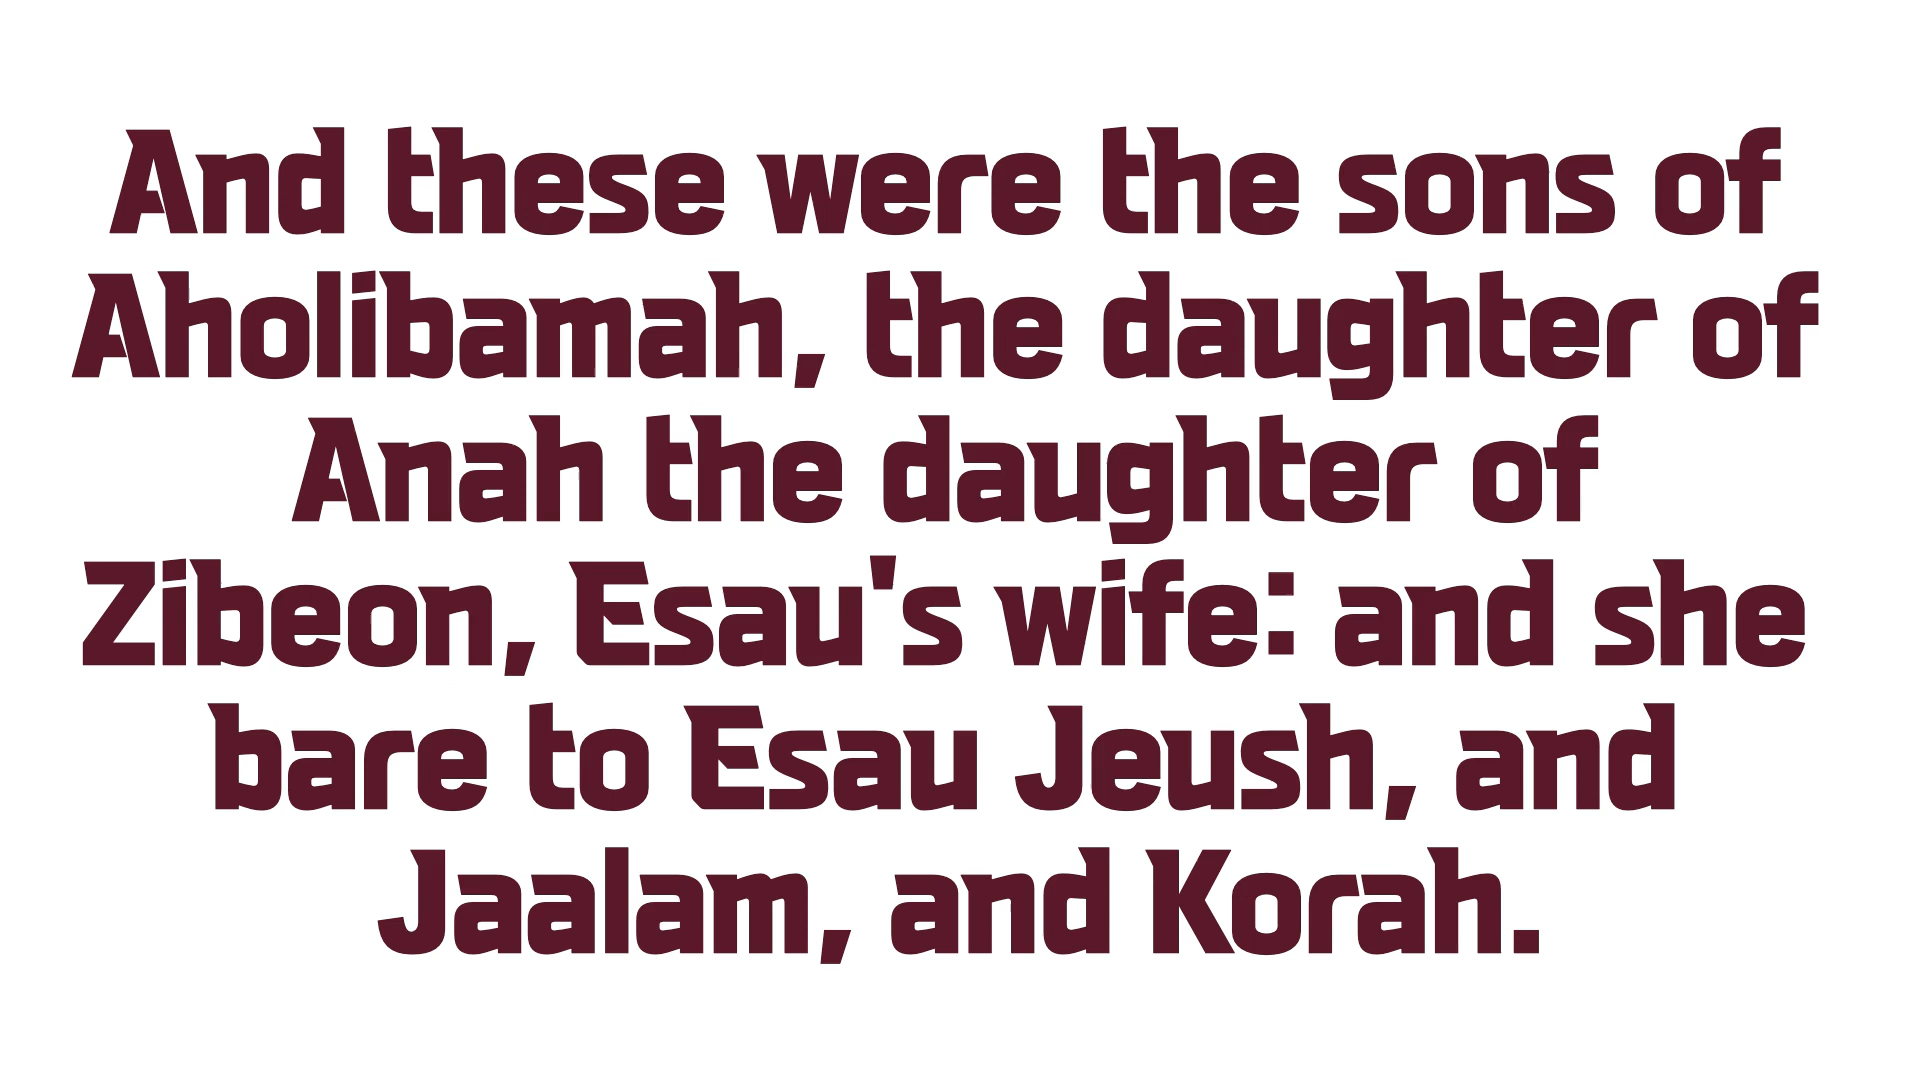 And these were the sons of
Aholibamah, the daughter of
Anah the daughter of
Zibeon, Esau's wife: and she
bare to Esau Jeush, and
Jaalam, and Korah.